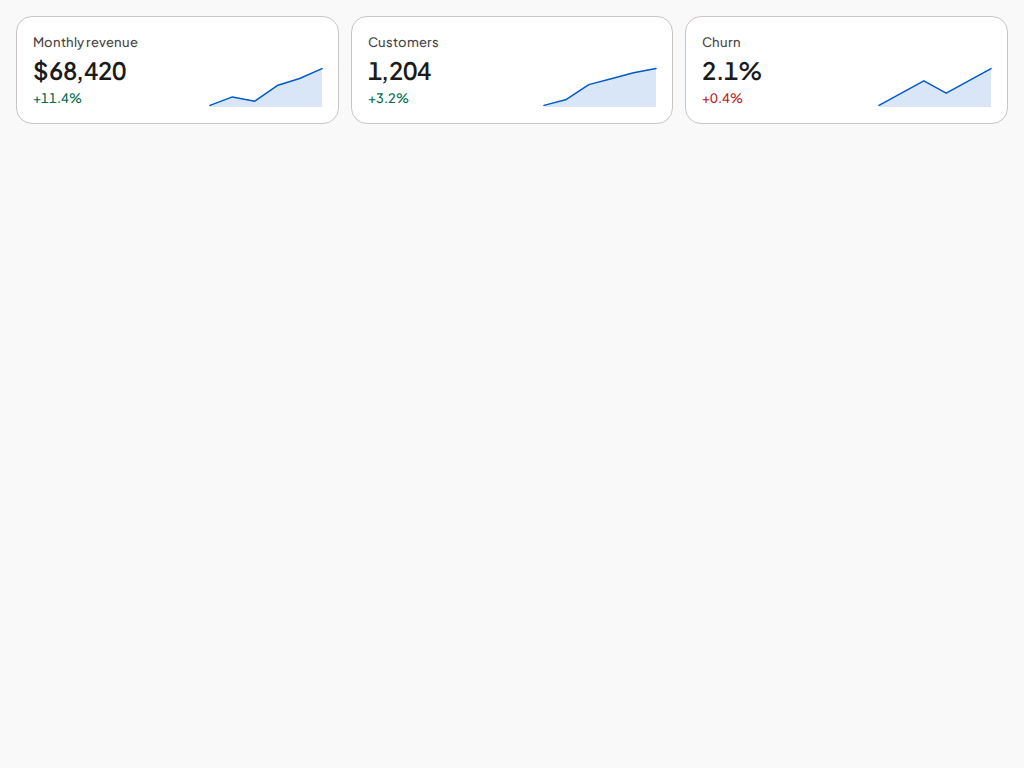 Monthly revenue
$68,420
+11.4%
Customers
1,204
+3.2%
Churn
2.1%
+0.4%